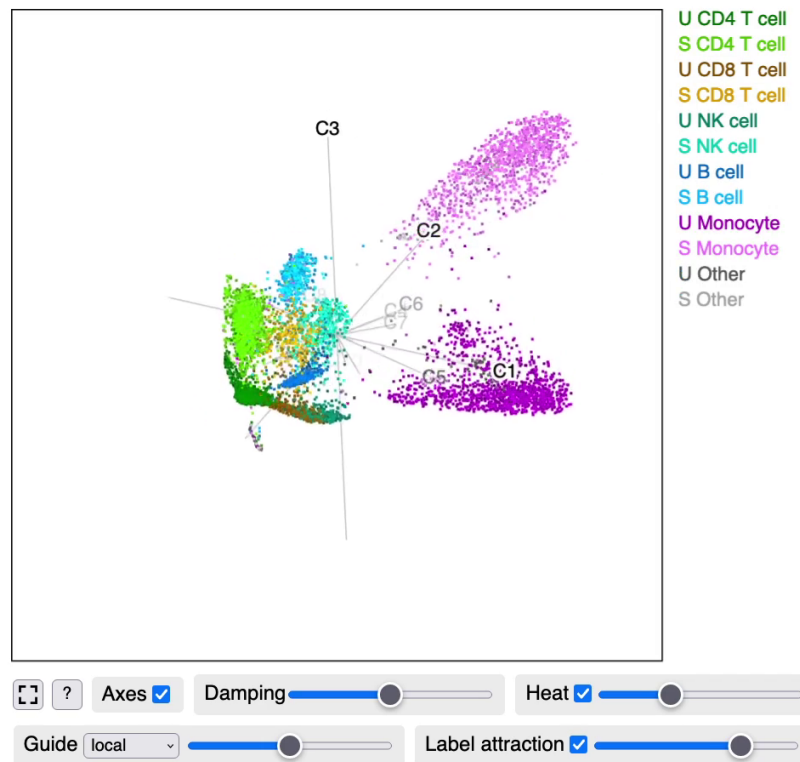 U CD4 T cell
S CD4 T cell
U CD8 T cell
S CD8 T cell
U NK cell
S NK cell
U B cell
S B cell
U Monocyte
S Monocyte
U Other
S Other
C3
C2
C6
C7
C1
C5
?
Axes
Damping
Heat
Guide
local
Label attraction